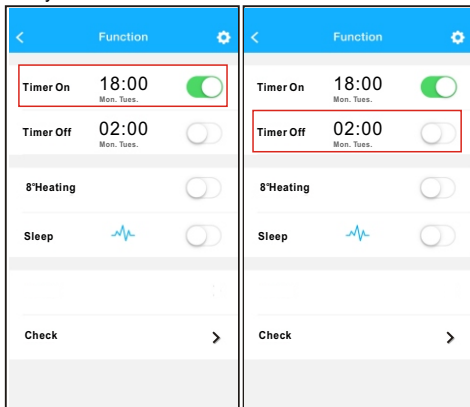 Function
Timer On 18:00
Mon. Tues.
Timer Off 02:00
Mon. Tues.
8°Heating
Sleep
Check
Function
Timer On 18:00
Mon. Tues.
Timer Off 02:00
Mon. Tues.
8°Heating
Sleep
Check